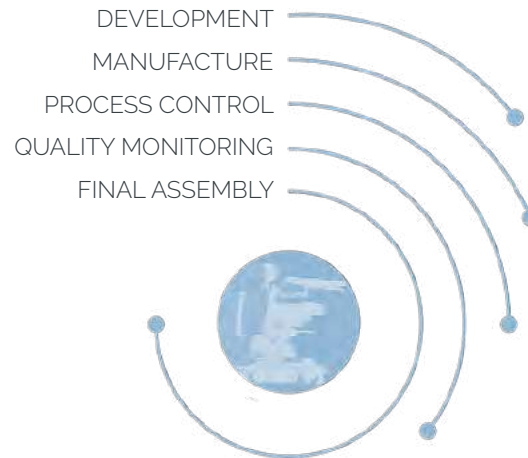 DEVELOPMENT
MANUFACTURE
PROCESS CONTROL
QUALITY MONITORING
FINAL ASSEMBLY